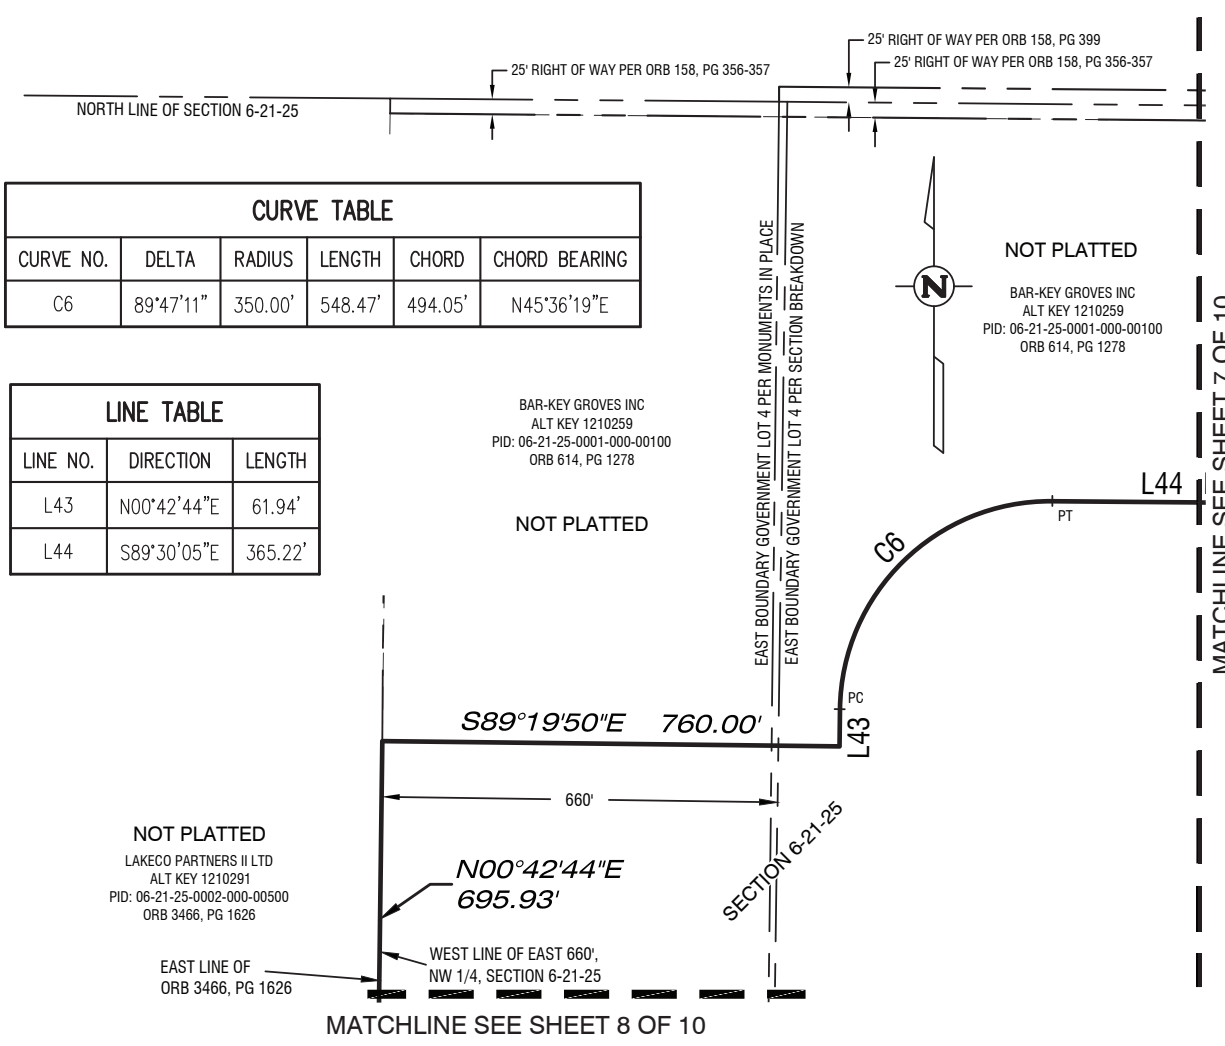 25' RIGHT OF WAY PER ORB 158, PG 399
25' RIGHT OF WAY PER ORB 158, PG 356-357
25' RIGHT OF WAY PER ORB 158, PG 356-357
NORTH LINE OF SECTION 6-21-25
CURVE TABLE
CURVE NO. DELTA RADIUS LENGTH CHORD CHORD BEARING
C6 89°47'11" 350.00' 548.47' 494.05' N45°36'19"E
LINE TABLE
LINE NO. DIRECTION LENGTH
L43 N00°42'44"E 61.94'
L44 S89°30'05"E 365.22'
BAR-KEY GROVES INC
ALT KEY 1210259
PID: 06-21-25-0001-000-00100
ORB 614, PG 1278
NOT PLATTED
EAST BOUNDARY GOVERNMENT LOT 4 PER MONUMENTS IN PLACE
EAST BOUNDARY GOVERNMENT LOT 4 PER SECTION BREAKDOWN
N
NOT PLATTED
BAR-KEY GROVES INC
ALT KEY 1210259
PID: 06-21-25-0001-000-00100
ORB 614, PG 1278
MATCHLINE SEE SHEET 7 OF 10
L44
PT
C6
PC
L43
S89°19'50"E 760.00'
660'
SECTION 6-21-25
NOT PLATTED
LAKECO PARTNERS II LTD
ALT KEY 1210291
PID: 06-21-25-0002-000-00500
ORB 3466, PG 1626
N00°42'44"E
695.93'
WEST LINE OF EAST 660',
NW 1/4, SECTION 6-21-25
EAST LINE OF
ORB 3466, PG 1626
MATCHLINE SEE SHEET 8 OF 10